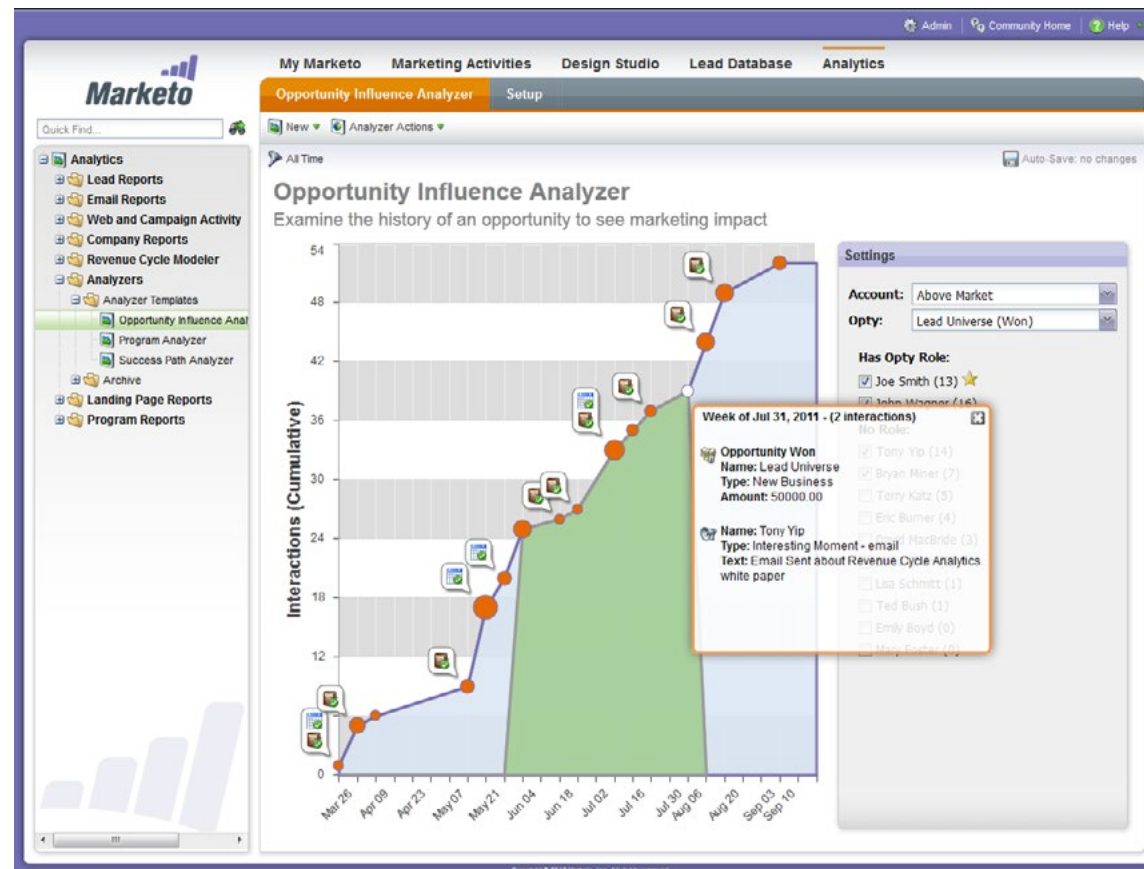 Admin
Community Home
Help
Marketo
My Marketo
Marketing Activities
Design Studio
Lead Database
Analytics
Opportunity Influence Analyzer
Setup
Quick Find...
New
Analyzer Actions
Analytics
Lead Reports
Email Reports
Web and Campaign Activity
Company Reports
Revenue Cycle Modeler
Analyzers
Analyzer Templates
Opportunity Influence Anal
Program Analyzer
Success Path Analyzer
Archive
Landing Page Reports
Program Reports
All Time
Auto-Save: no changes
Opportunity Influence Analyzer
Examine the history of an opportunity to see marketing impact
Interactions (Cumulative)
54
48
42
36
30
24
18
12
0
Mar 26
Apr 09
Apr 23
May 07
May 21
Jun 04
Jun 18
Jul 02
Jul 16
Jul 30
Aug 06
Aug 20
Sep 03
Sep 10
Settings
Account: Above Market
Opty: Lead Universe (Won)
Has Opty Role:
Joe Smith (13)
John Wagner (16)
No Role:
Tony Yip (14)
Bryan Miner (7)
Terry Katz (5)
Eric Burner (4)
David MacBride (3)
Lisa Schmitt (1)
Ted Bush (1)
Emily Boyd (0)
Mary Foster (0)
Week of Jul 31, 2011 - (2 interactions)
Opportunity Won
Name: Lead Universe
Type: New Business
Amount: 50000.00
Name: Tony Yip
Type: Interesting Moment - email
Text: Email Sent about Revenue Cycle Analytics
white paper